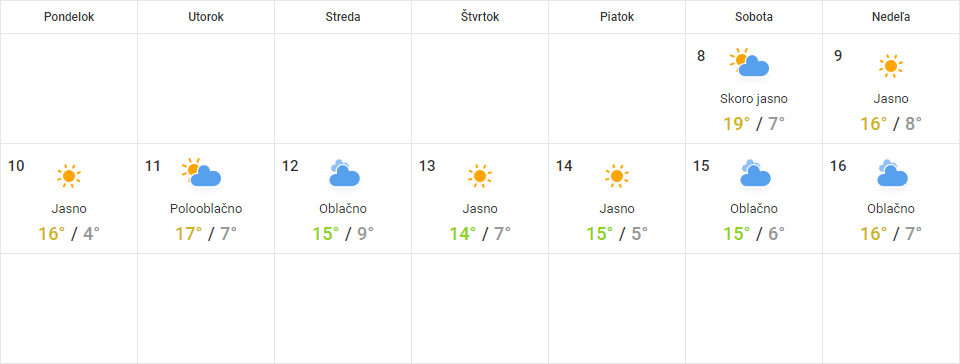 Pondelok Utorok Streda Štvrtok Piatok Sobota Nedeľa
8 9
Skoro jasno Jasno
19° / 7° 16° / 8°
10 11 12 13 14 15 16
Jasno Polooblačno Oblačno Jasno Jasno Oblačno Oblačno
16° / 4° 17° / 7° 15° / 9° 14° / 7° 15° / 5° 15° / 6° 16° / 7°